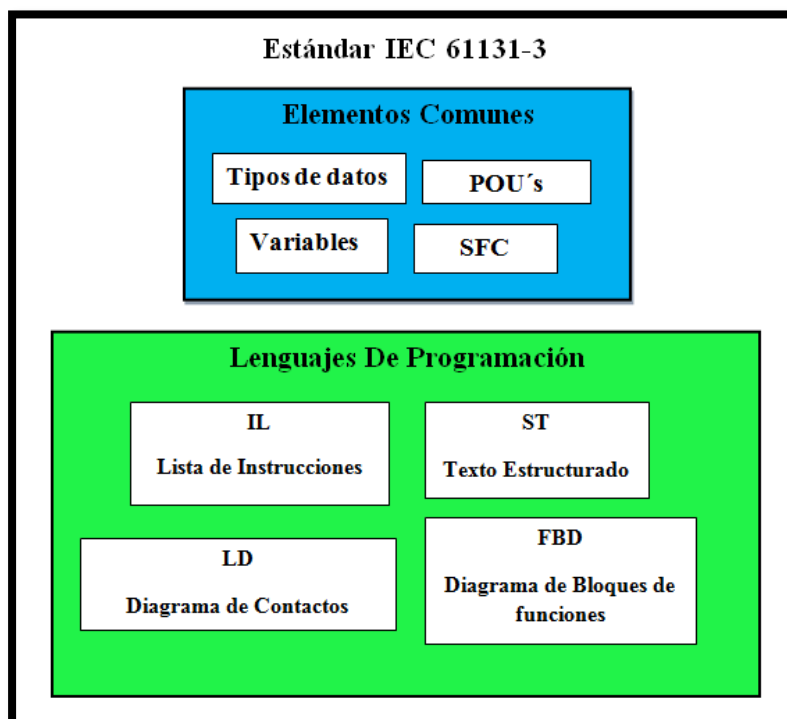 Estándar IEC 61131-3
Elementos Comunes
Tipos de datos
POU´s
Variables
SFC
Lenguajes De Programación
IL
Lista de Instrucciones
ST
Texto Estructurado
LD
Diagrama de Contactos
FBD
Diagrama de Bloques de
funciones